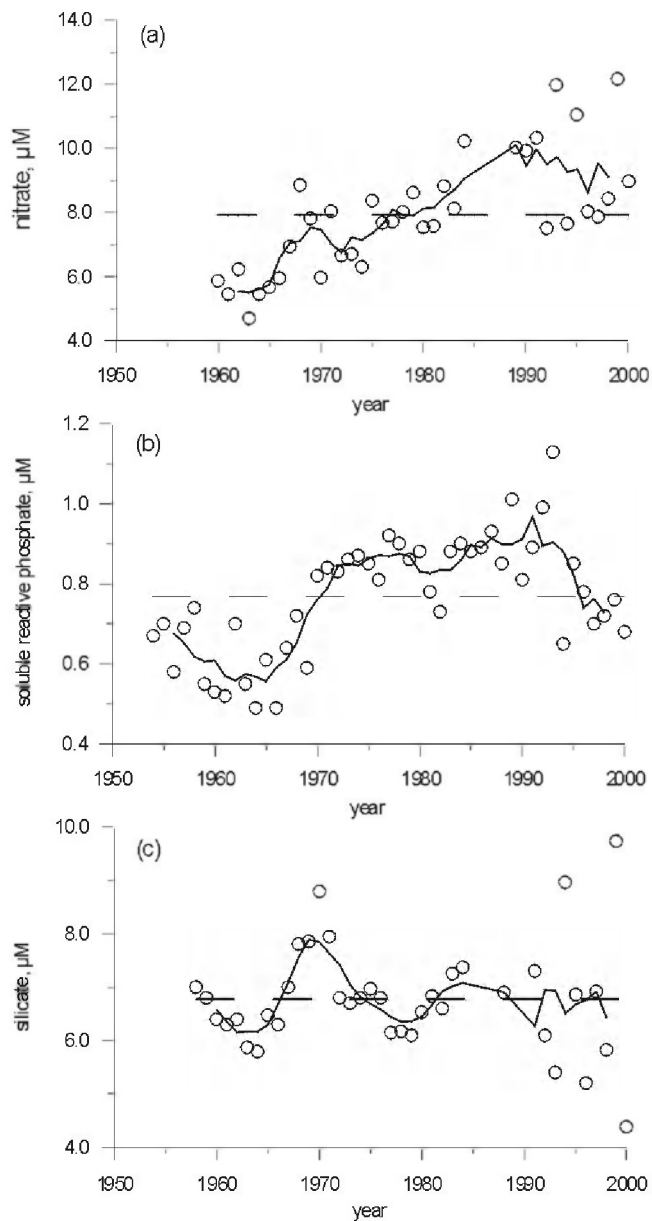 (a)
nitrate, µM
14.0
12.0
10.0
8.0
6.0
4.0
1950 1960 1970 1980 1990 2000
year
(b)
soluble reactive phosphate, µM
1.2
1.0
0.8
0.6
0.4
1950 1960 1970 1980 1990 2000
year
(c)
silicate, µM
10.0
8.0
6.0
4.0
1950 1960 1970 1980 1990 2000
year